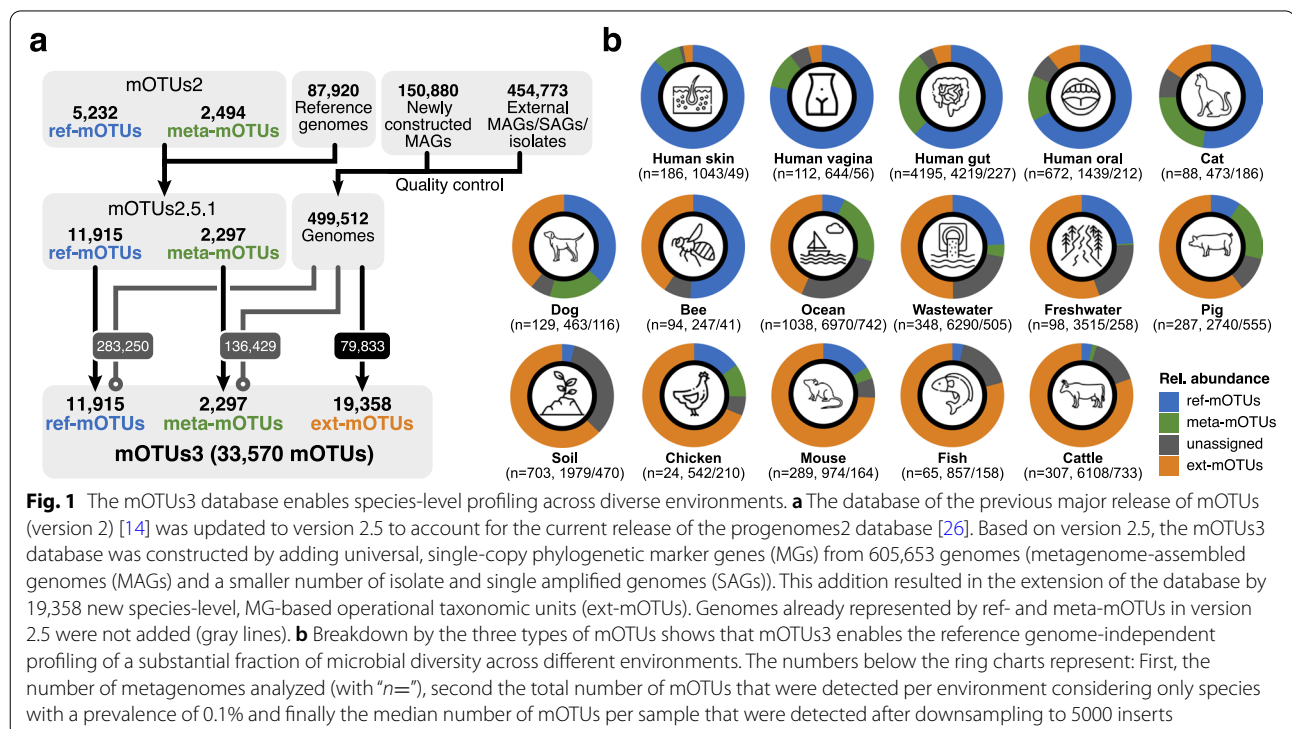 a
mOTUs2
5,232
ref-mOTUs
2,494
meta-mOTUs
87,920
Reference
genomes
150,880
Newly
constructed
MAGs
454,773
External
MAGs/SAGs/
isolates
Quality control
mOTUs2.5.1
11,915
ref-mOTUs
2,297
meta-mOTUs
499,512
Genomes
283,250
136,429
79,833
11,915
ref-mOTUs
2,297
meta-mOTUs
19,358
ext-mOTUs
mOTUs3 (33,570 mOTUs)
b
Human skin
(n=186, 1043/49)
Human vagina
(n=112, 644/56)
Human gut
(n=4195, 4219/227)
Human oral
(n=672, 1439/212)
Cat
(n=88, 473/186)
Dog
(n=129, 463/116)
Bee
(n=94, 247/41)
Ocean
(n=1038, 6970/742)
Wastewater
(n=348, 6290/505)
Freshwater
(n=98, 3515/258)
Pig
(n=287, 2740/555)
Soil
(n=703, 1979/470)
Chicken
(n=24, 542/210)
Mouse
(n=289, 974/164)
Fish
(n=65, 857/158)
Cattle
(n=307, 6108/733)
Rel. abundance
ref-mOTUs
meta-mOTUs
unassigned
ext-mOTUs
Fig. 1 The mOTUs3 database enables species-level profiling across diverse environments. a The database of the previous major release of mOTUs
(version 2) [14] was updated to version 2.5 to account for the current release of the progenomes2 database [26]. Based on version 2.5, the mOTUs3
database was constructed by adding universal, single-copy phylogenetic marker genes (MGs) from 605,653 genomes (metagenome-assembled
genomes (MAGs) and a smaller number of isolate and single amplified genomes (SAGs)). This addition resulted in the extension of the database by
19,358 new species-level, MG-based operational taxonomic units (ext-mOTUs). Genomes already represented by ref- and meta-mOTUs in version
2.5 were not added (gray lines). b Breakdown by the three types of mOTUs shows that mOTUs3 enables the reference genome-independent
profiling of a substantial fraction of microbial diversity across different environments. The numbers below the ring charts represent: First, the
number of metagenomes analyzed (with "n="), second the total number of mOTUs that were detected per environment considering only species
with a prevalence of 0.1% and finally the median number of mOTUs per sample that were detected after downsampling to 5000 inserts